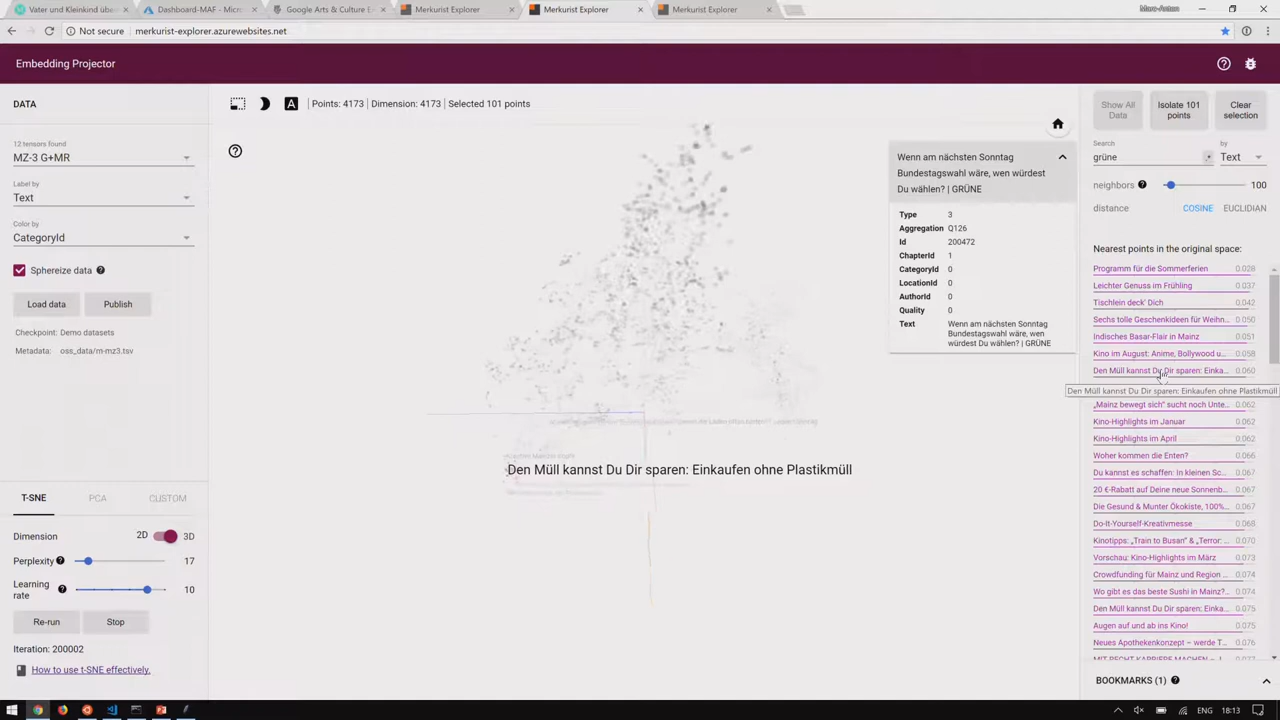 Vater und Kleinkind übe
Dashboard-MAF - Micro
Google Arts & Culture E
Merkurist Explorer
Merkurist Explorer
Merkurist Explorer
Marc-Anton
Not secure
merkurist-explorer.azurewebsites.net
Embedding Projector
DATA
12 tensors found
MZ-3 G+MR
Label by
Text
Color by
CategoryId
Sphereize data
Load data
Publish
Checkpoint: Demo datasets
Metadata: oss_data/m-mz3.tsv
T-SNE
PCA
CUSTOM
Dimension
2D
3D
Perplexity
17
Learning
rate
10
Re-run
Stop
Iteration: 200002
How to use t-SNE effectively.
A
Points: 4173 | Dimension: 4173 | Selected 101 points
Den Müll kannst Du Dir sparen: Einkaufen ohne Plastikmüll
Wenn am nächsten Sonntag
Bundestagswahl wäre, wen würdest
Du wählen? | GRÜNE
Type 3
Aggregation Q126
Id 200472
ChapterId 1
CategoryId 0
LocationId 0
AuthorId 0
Quality 0
Text Wenn am nächsten Sonntag
Bundestagswahl wäre, wen
würdest Du wählen? | GRÜNE
Show All
Data
Isolate 101
points
Clear
selection
Search
grüne
.*
by
Text
neighbors
100
distance
COSINE
EUCLIDIAN
Nearest points in the original space:
Programm für die Sommerferien 0.028
Leichter Genuss im Frühling 0.037
Tischlein deck' Dich 0.042
Sechs tolle Geschenkideen für Weihn... 0.050
Indisches Basar-Flair in Mainz 0.051
Kino im August: Anime, Bollywood u... 0.058
Den Müll kannst Du Dir sparen: Einka... 0.060
Den Müll kannst Du Dir sparen: Einkaufen ohne Plastikmüll
„Mainz bewegt sich" sucht noch Unte... 0.062
Kino-Highlights im Januar 0.062
Kino-Highlights im April 0.062
Woher kommen die Enten? 0.066
Du kannst es schaffen: In kleinen Sc... 0.067
20 €-Rabatt auf Deine neue Sonnenb... 0.067
Die Gesund & Munter Ökokiste, 100%... 0.067
Do-It-Yourself-Kreativmesse 0.068
Kinotipps: „Train to Busan" & „Terror: ... 0.070
Vorschau: Kino-Highlights im März 0.073
Crowdfunding für Mainz und Region ... 0.074
Wo gibt es das beste Sushi in Mainz?... 0.074
Den Müll kannst Du Dir sparen: Einka... 0.075
Augen auf und ab ins Kino! 0.075
Neues Apothekenkonzept – werde T... 0.076
BOOKMARKS (1)
ENG
18:13